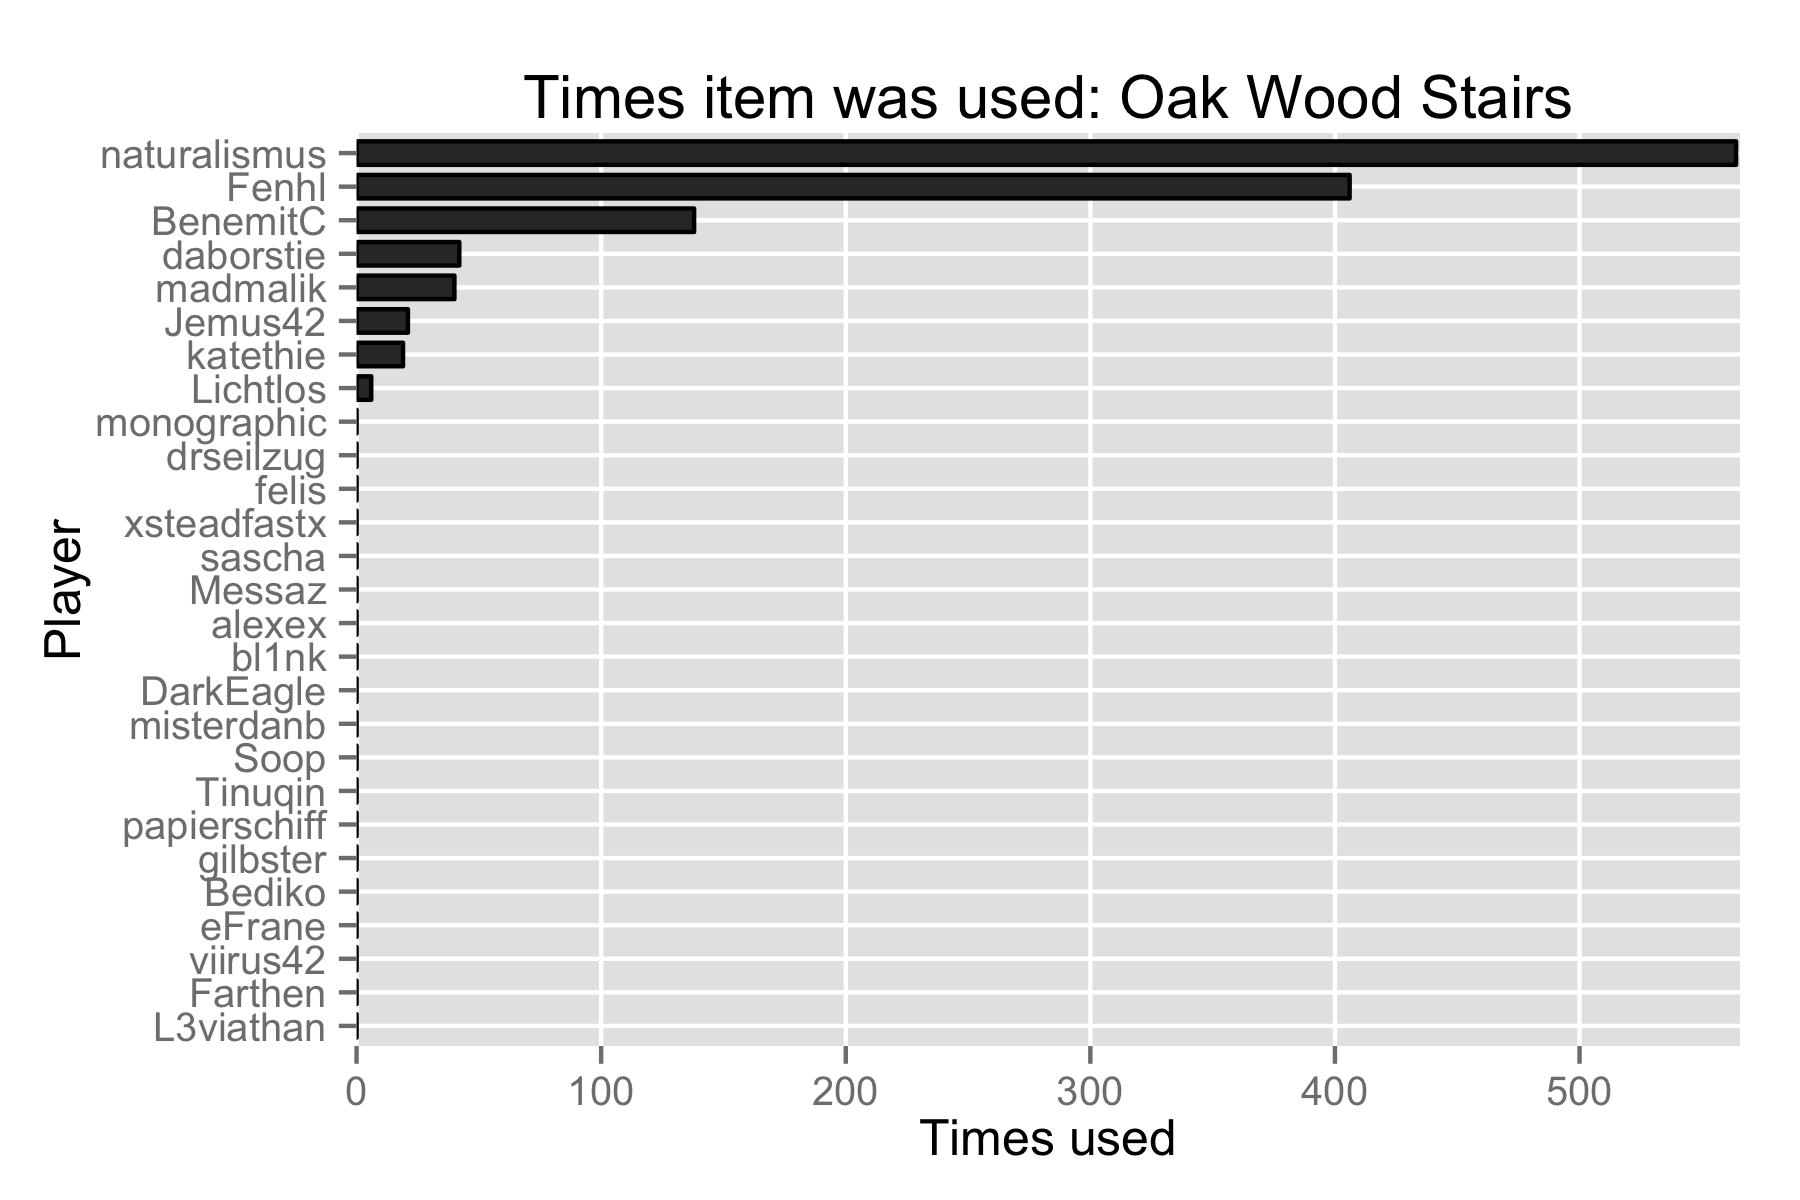 Times item was used: Oak Wood Stairs
naturalismus
Fenhl
BenemitC
daborstie
madmalik
Jemus42
katethie
Lichtlos
monographic
drseilzug
felis
xsteadfastx
sascha
Messaz
alexex
bl1nk
DarkEagle
misterdanb
Soop
Tinuqin
papierschiff
gilbster
Bediko
eFrane
viirus42
Farthen
L3viathan
Player
0 100 200 300 400 500
Times used